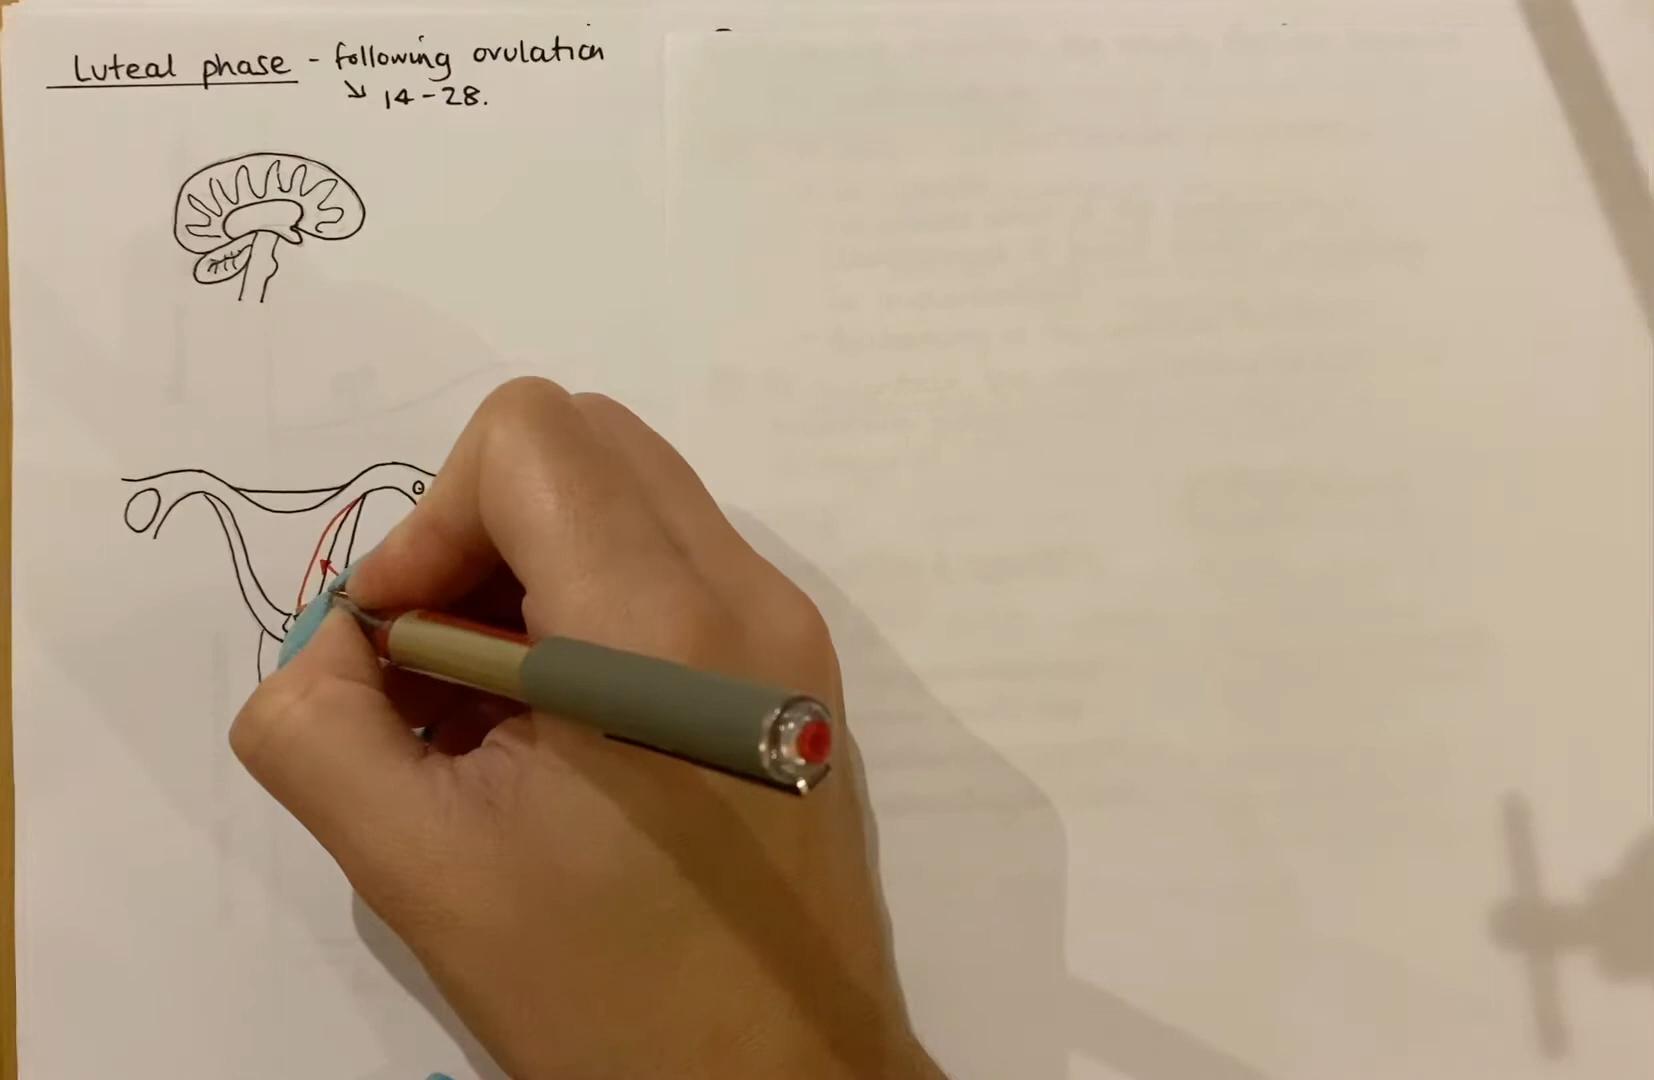 Luteal phase - following ovulation
↘ 14-28.